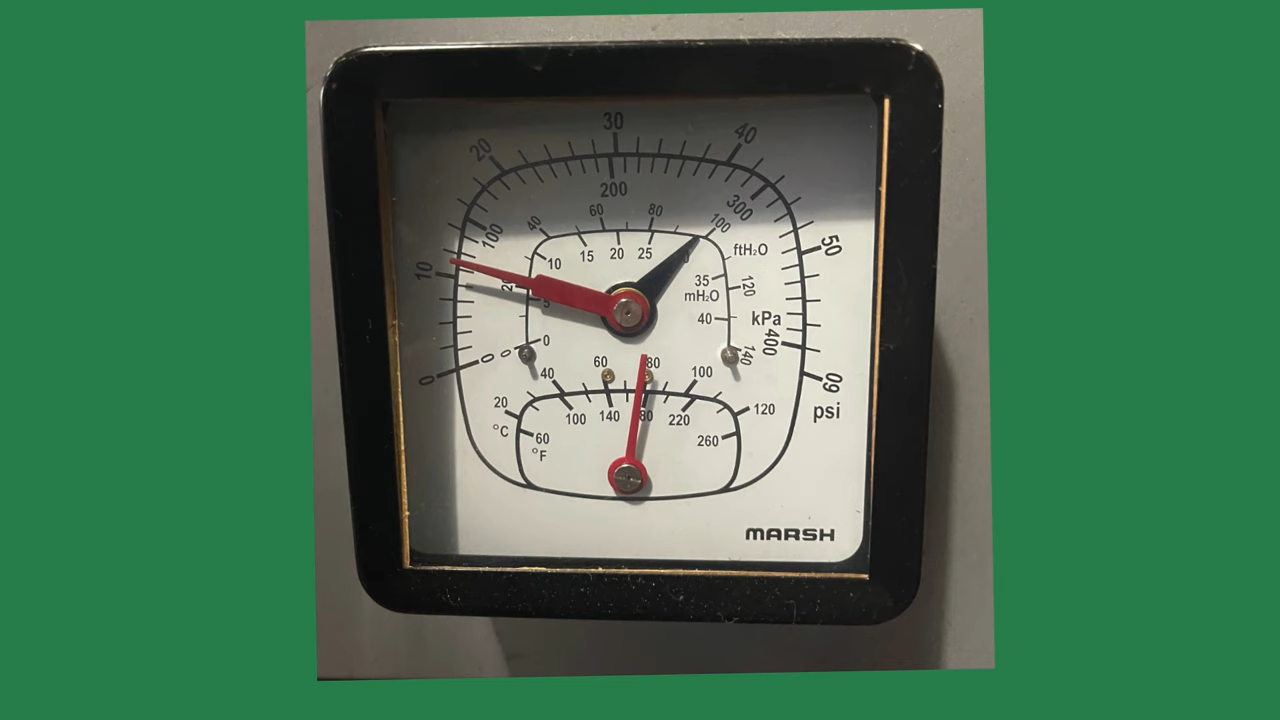 30
20 40
200
100 300
60 80
40 100
50
ftH₂O
15 20 25
10 35
10 120
mH₂O
5 40 kPa
400
0 0 0 0 140
60 psi
60 80
40 100
20 120
°C 100 140 180 220
60 260
°F
MARSH